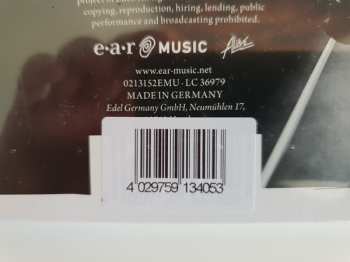 copying, reproduction, hiring, lending, public
performance and broadcasting prohibited.
e·a·r MUSIC
www.ear-music.net
0213152EMU · LC 36979
MADE IN GERMANY
Edel Germany GmbH, Neumühlen 17,
4 029759 134053